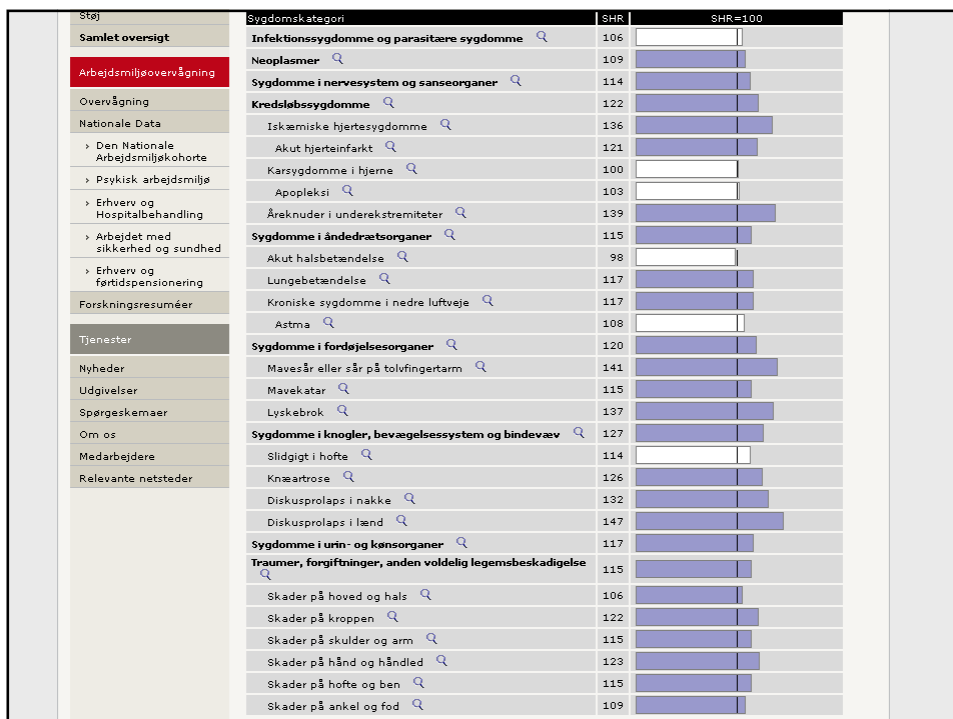 Støj
Samlet oversigt
Arbejdsmiljøovervågning
Overvågning
Nationale Data
› Den Nationale
Arbejdsmiljøkohorte
› Psykisk arbejdsmiljø
› Erhverv og
Hospitalbehandling
› Arbejdet med
sikkerhed og sundhed
› Erhverv og
førtidspensionering
Forskningsresuméer
Tjenester
Nyheder
Udgivelser
Spørgeskemaer
Om os
Medarbejdere
Relevante netsteder
Sygdomskategori SHR SHR=100
Infektionssygdomme og parasitære sygdomme 106
Neoplasmer 109
Sygdomme i nervesystem og sanseorganer 114
Kredsløbssygdomme 122
Iskæmiske hjertesygdomme 136
Akut hjerteinfarkt 121
Karsygdomme i hjerne 100
Apopleksi 103
Åreknuder i underekstremiteter 139
Sygdomme i åndedrætsorganer 115
Akut halsbetændelse 98
Lungebetændelse 117
Kroniske sygdomme i nedre luftveje 117
Astma 108
Sygdomme i fordøjelsesorganer 120
Mavesår eller sår på tolvfingertarm 141
Mavekatar 115
Lyskebrok 137
Sygdomme i knogler, bevægelsessystem og bindevæv 127
Slidgigt i hofte 114
Knæartrose 126
Diskusprolaps i nakke 132
Diskusprolaps i lænd 147
Sygdomme i urin- og kønsorganer 117
Traumer, forgiftninger, anden voldelig legemsbeskadigelse 115
Skader på hoved og hals 106
Skader på kroppen 122
Skader på skulder og arm 115
Skader på hånd og håndled 123
Skader på hofte og ben 115
Skader på ankel og fod 109